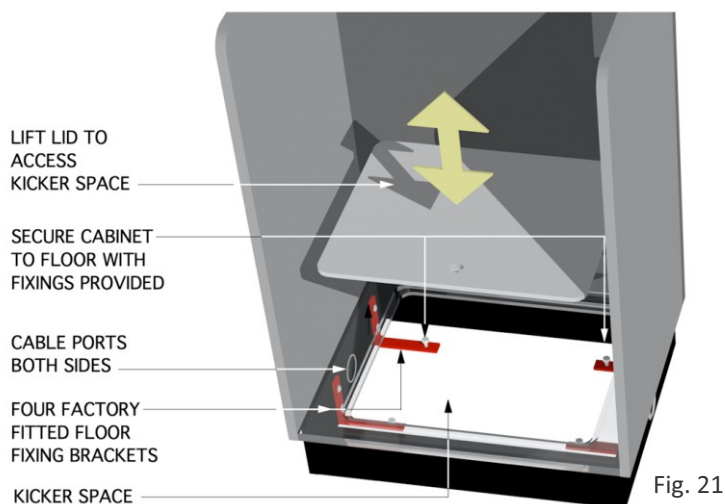 LIFT LID TO
ACCESS
KICKER SPACE
SECURE CABINET
TO FLOOR WITH
FIXINGS PROVIDED
CABLE PORTS
BOTH SIDES
FOUR FACTORY
FITTED FLOOR
FIXING BRACKETS
KICKER SPACE
Fig. 21